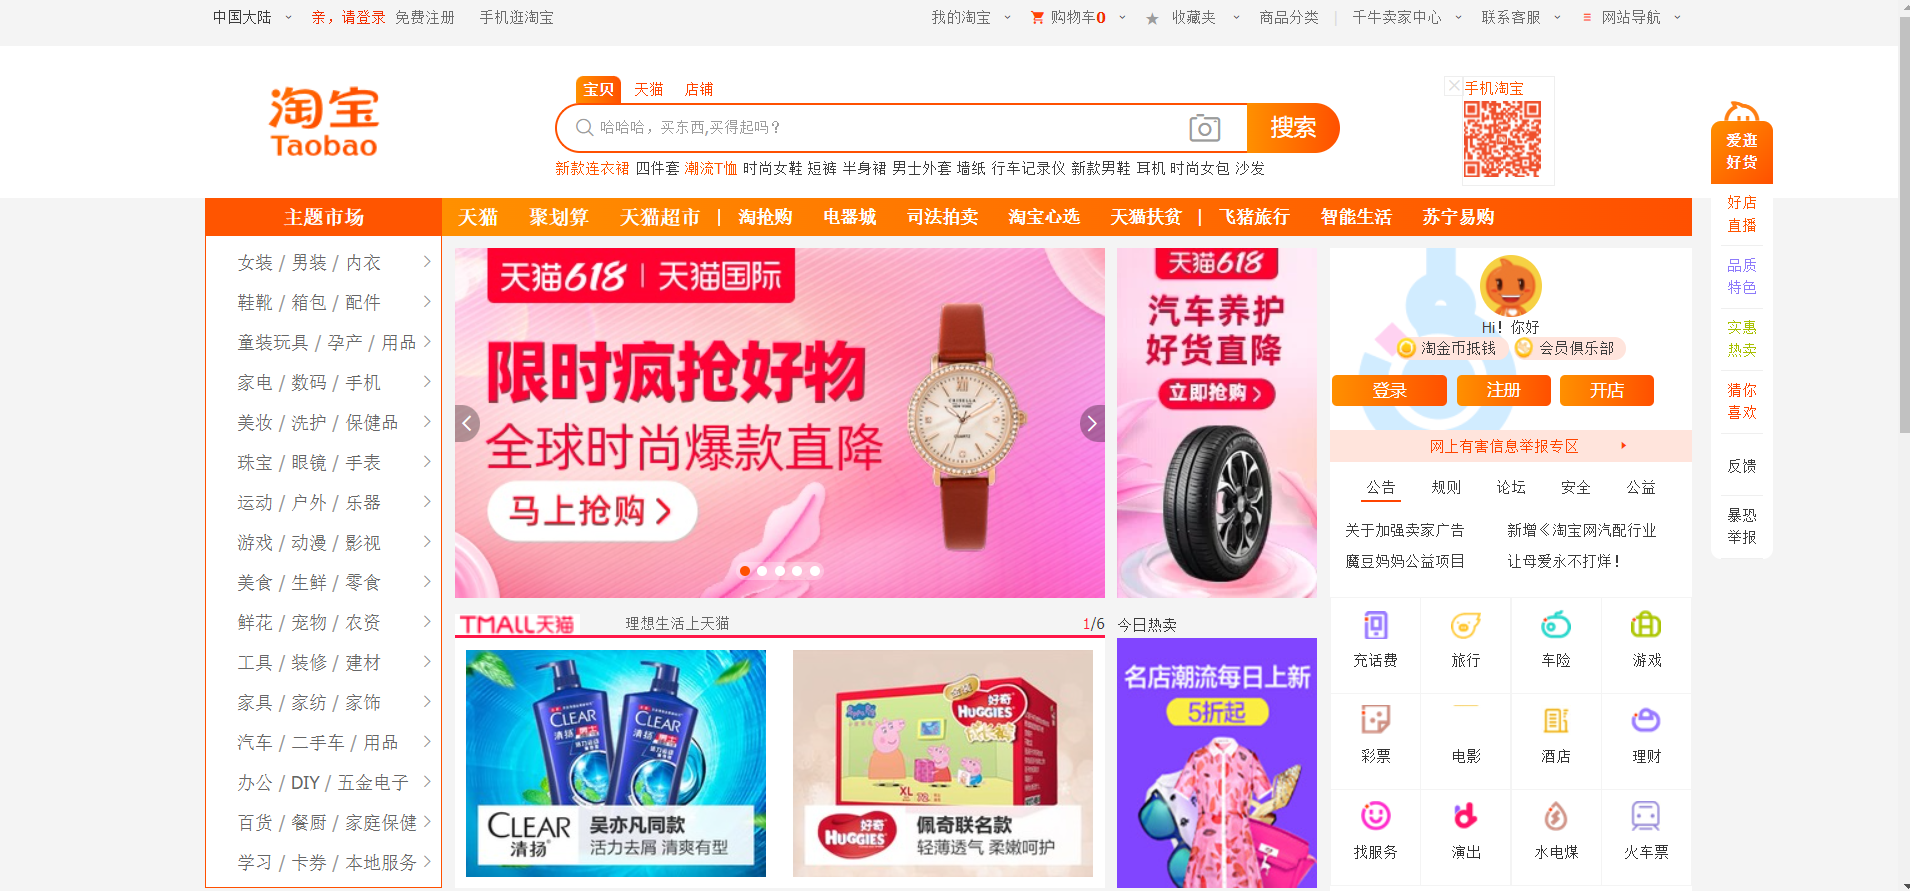 中国大陆 亲，请登录 免费注册 手机逛淘宝 我的淘宝 购物车0 收藏夹 商品分类 | 千牛卖家中心 联系客服 网站导航
淘宝
Taobao
宝贝 天猫 店铺
哈哈哈，买东西,买得起吗？ 搜索
新款连衣裙 四件套 潮流T恤 时尚女鞋 短裤 半身裙 男士外套 墙纸 行车记录仪 新款男鞋 耳机 时尚女包 沙发
手机淘宝
主题市场 天猫 聚划算 天猫超市 | 淘抢购 电器城 司法拍卖 淘宝心选 天猫扶贫 | 飞猪旅行 智能生活 苏宁易购
女装 / 男装 / 内衣
鞋靴 / 箱包 / 配件
童装玩具 / 孕产 / 用品
家电 / 数码 / 手机
美妆 / 洗护 / 保健品
珠宝 / 眼镜 / 手表
运动 / 户外 / 乐器
游戏 / 动漫 / 影视
美食 / 生鲜 / 零食
鲜花 / 宠物 / 农资
工具 / 装修 / 建材
家具 / 家纺 / 家饰
汽车 / 二手车 / 用品
办公 / DIY / 五金电子
百货 / 餐厨 / 家庭保健
学习 / 卡券 / 本地服务
天猫618 | 天猫国际
限时疯抢好物
全球时尚爆款直降
马上抢购
天猫618
汽车养护
好货直降
立即抢购
Hi！你好
淘金币抵钱 会员俱乐部
登录 注册 开店
网上有害信息举报专区
公告 规则 论坛 安全 公益
关于加强卖家广告 新增《淘宝网汽配行业
魔豆妈妈公益项目 让母爱永不打烊！
TMALL天猫 理想生活上天猫 1/6
CLEAR
清扬
CLEAR
清扬
CLEAR
清扬
吴亦凡同款
活力去屑 清爽有型
好奇
HUGGIES
成长裤
XL
72
好奇
HUGGIES
佩奇联名款
轻薄透气 柔嫩呵护
今日热卖
名店潮流每日上新
5折起
充话费 旅行 车险 游戏
彩票 电影 酒店 理财
找服务 演出 水电煤 火车票
爱逛
好货
好店
直播
品质
特色
实惠
热卖
猜你
喜欢
反馈
暴恐
举报